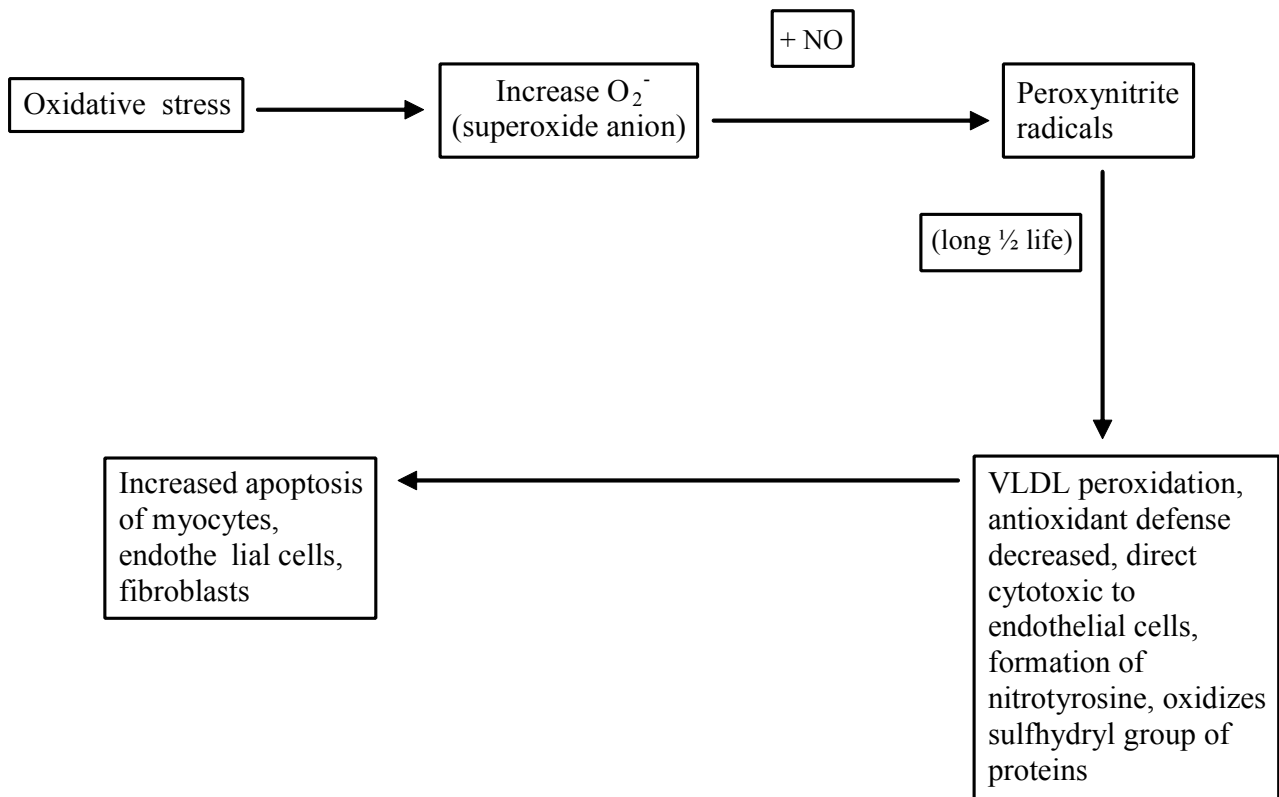 + NO
Oxidative stress
Increase O₂⁻
(superoxide anion)
Peroxynitrite
radicals
(long ½ life)
Increased apoptosis
of myocytes,
endothe lial cells,
fibroblasts
VLDL peroxidation,
antioxidant defense
decreased, direct
cytotoxic to
endothelial cells,
formation of
nitrotyrosine, oxidizes
sulfhydryl group of
proteins